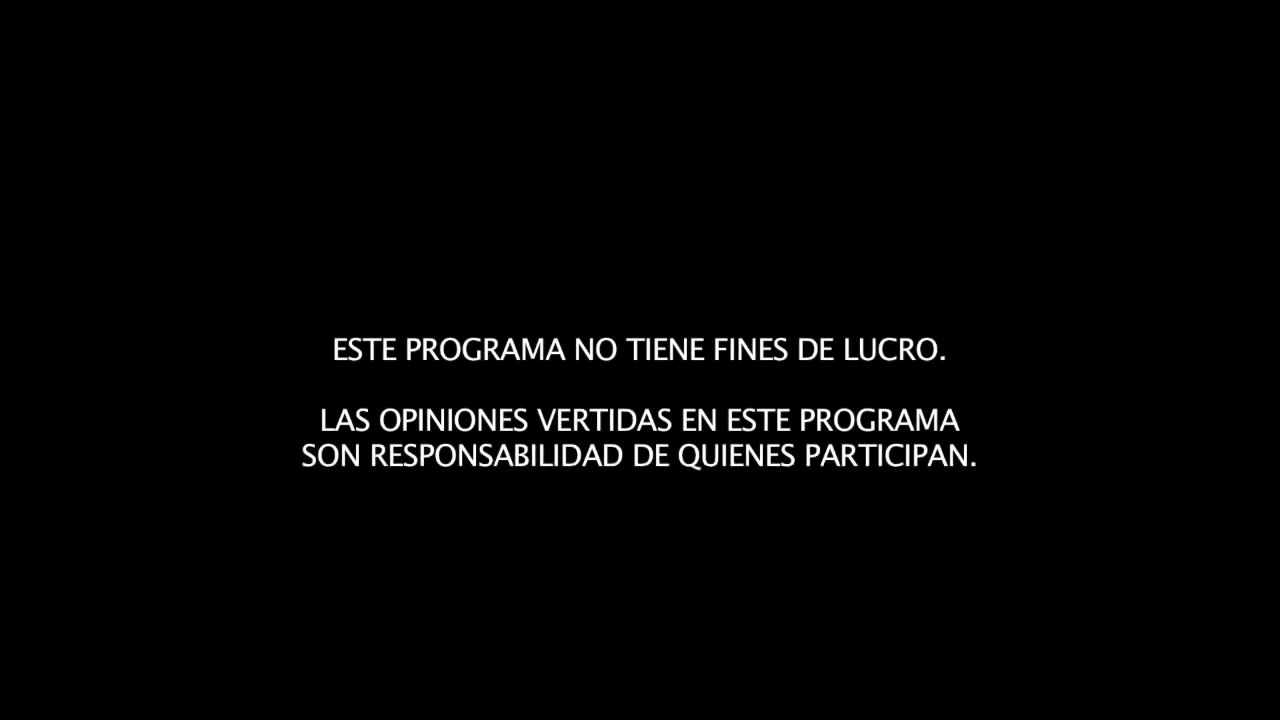 ESTE PROGRAMA NO TIENE FINES DE LUCRO.
LAS OPINIONES VERTIDAS EN ESTE PROGRAMA
SON RESPONSABILIDAD DE QUIENES PARTICIPAN.